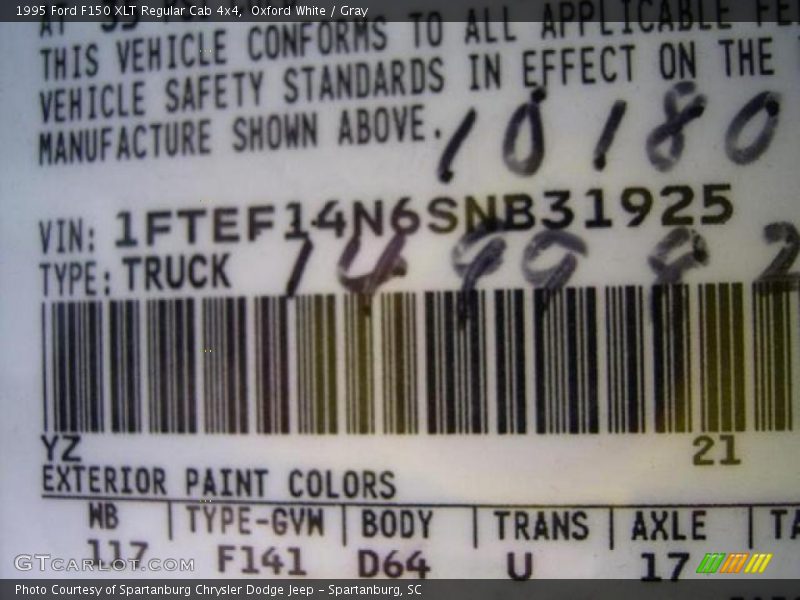 1995 Ford F150 XLT Regular Cab 4x4, Oxford White / Gray
THIS VEHICLE CONFORMS TO ALL APPLICABLE
VEHICLE SAFETY STANDARDS IN EFFECT ON THE
MANUFACTURE SHOWN ABOVE.
10180
VIN: 1FTEF14N6SNB31925
TYPE: TRUCK
YZ 21
EXTERIOR PAINT COLORS
WB TYPE-GVW BODY TRANS AXLE TA
117 F141 D64 U 17
GTCARLOT.COM
Photo Courtesy of Spartanburg Chrysler Dodge Jeep - Spartanburg, SC